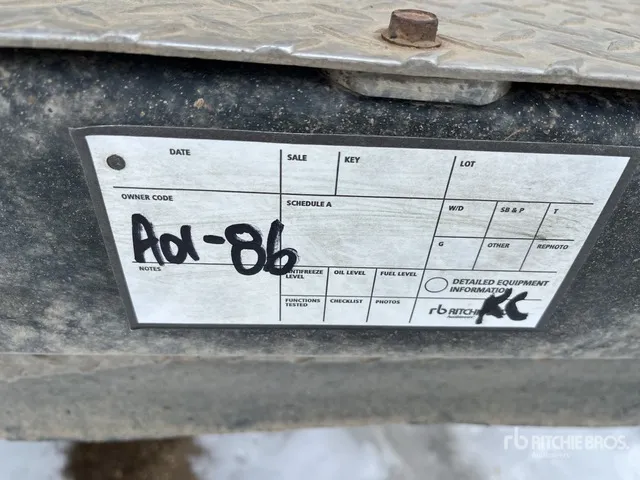 DATE
SALE
KEY
LOT
OWNER CODE
SCHEDULE A
W/D
SB & P
T
G
OTHER
REPHOTO
A01-86
NOTES
ANTIFREEZE LEVEL
OIL LEVEL
FUEL LEVEL
DETAILED EQUIPMENT
INFORMATION
FUNCTIONS TESTED
CHECKLIST
PHOTOS
rb RITCHIE
KC
rb RITCHIE BROS.